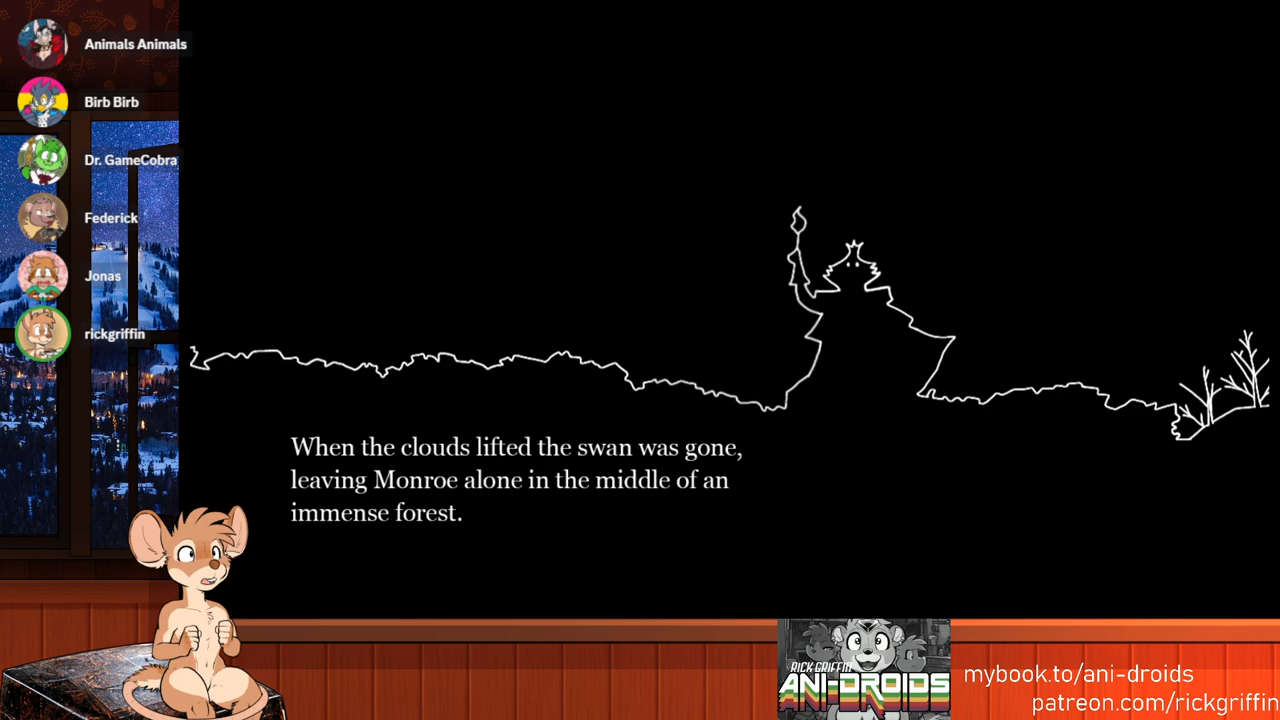 Animals Animals
Birb Birb
Dr. GameCobra
Federick
Jonas
rickgriffin
When the clouds lifted the swan was gone,
leaving Monroe alone in the middle of an
immense forest.
RICK GRIFFIN
ANI-DROIDS
mybook.to/ani-droids
patreon.com/rickgriffin